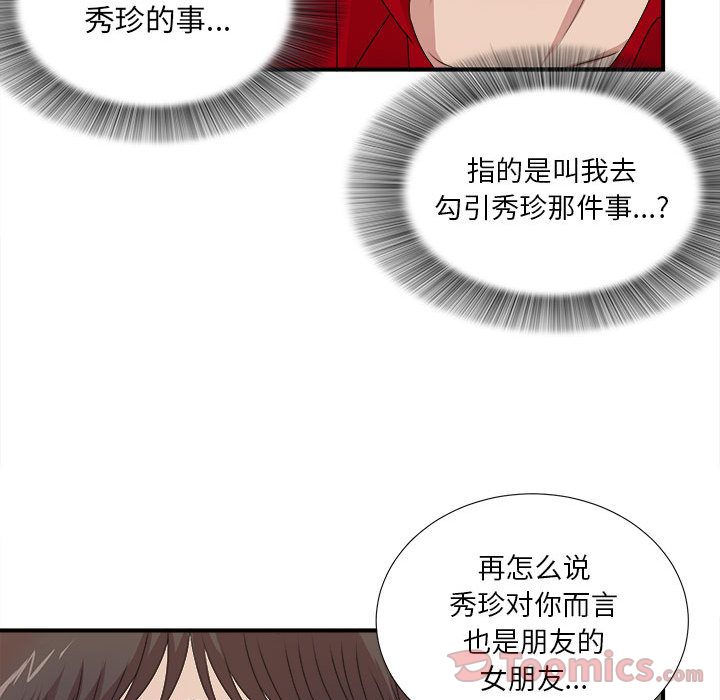 秀珍的事...
指的是叫我去
勾引秀珍那件事...?
再怎么说
秀珍对你而言
也是朋友的
女朋友...
Toomics.com